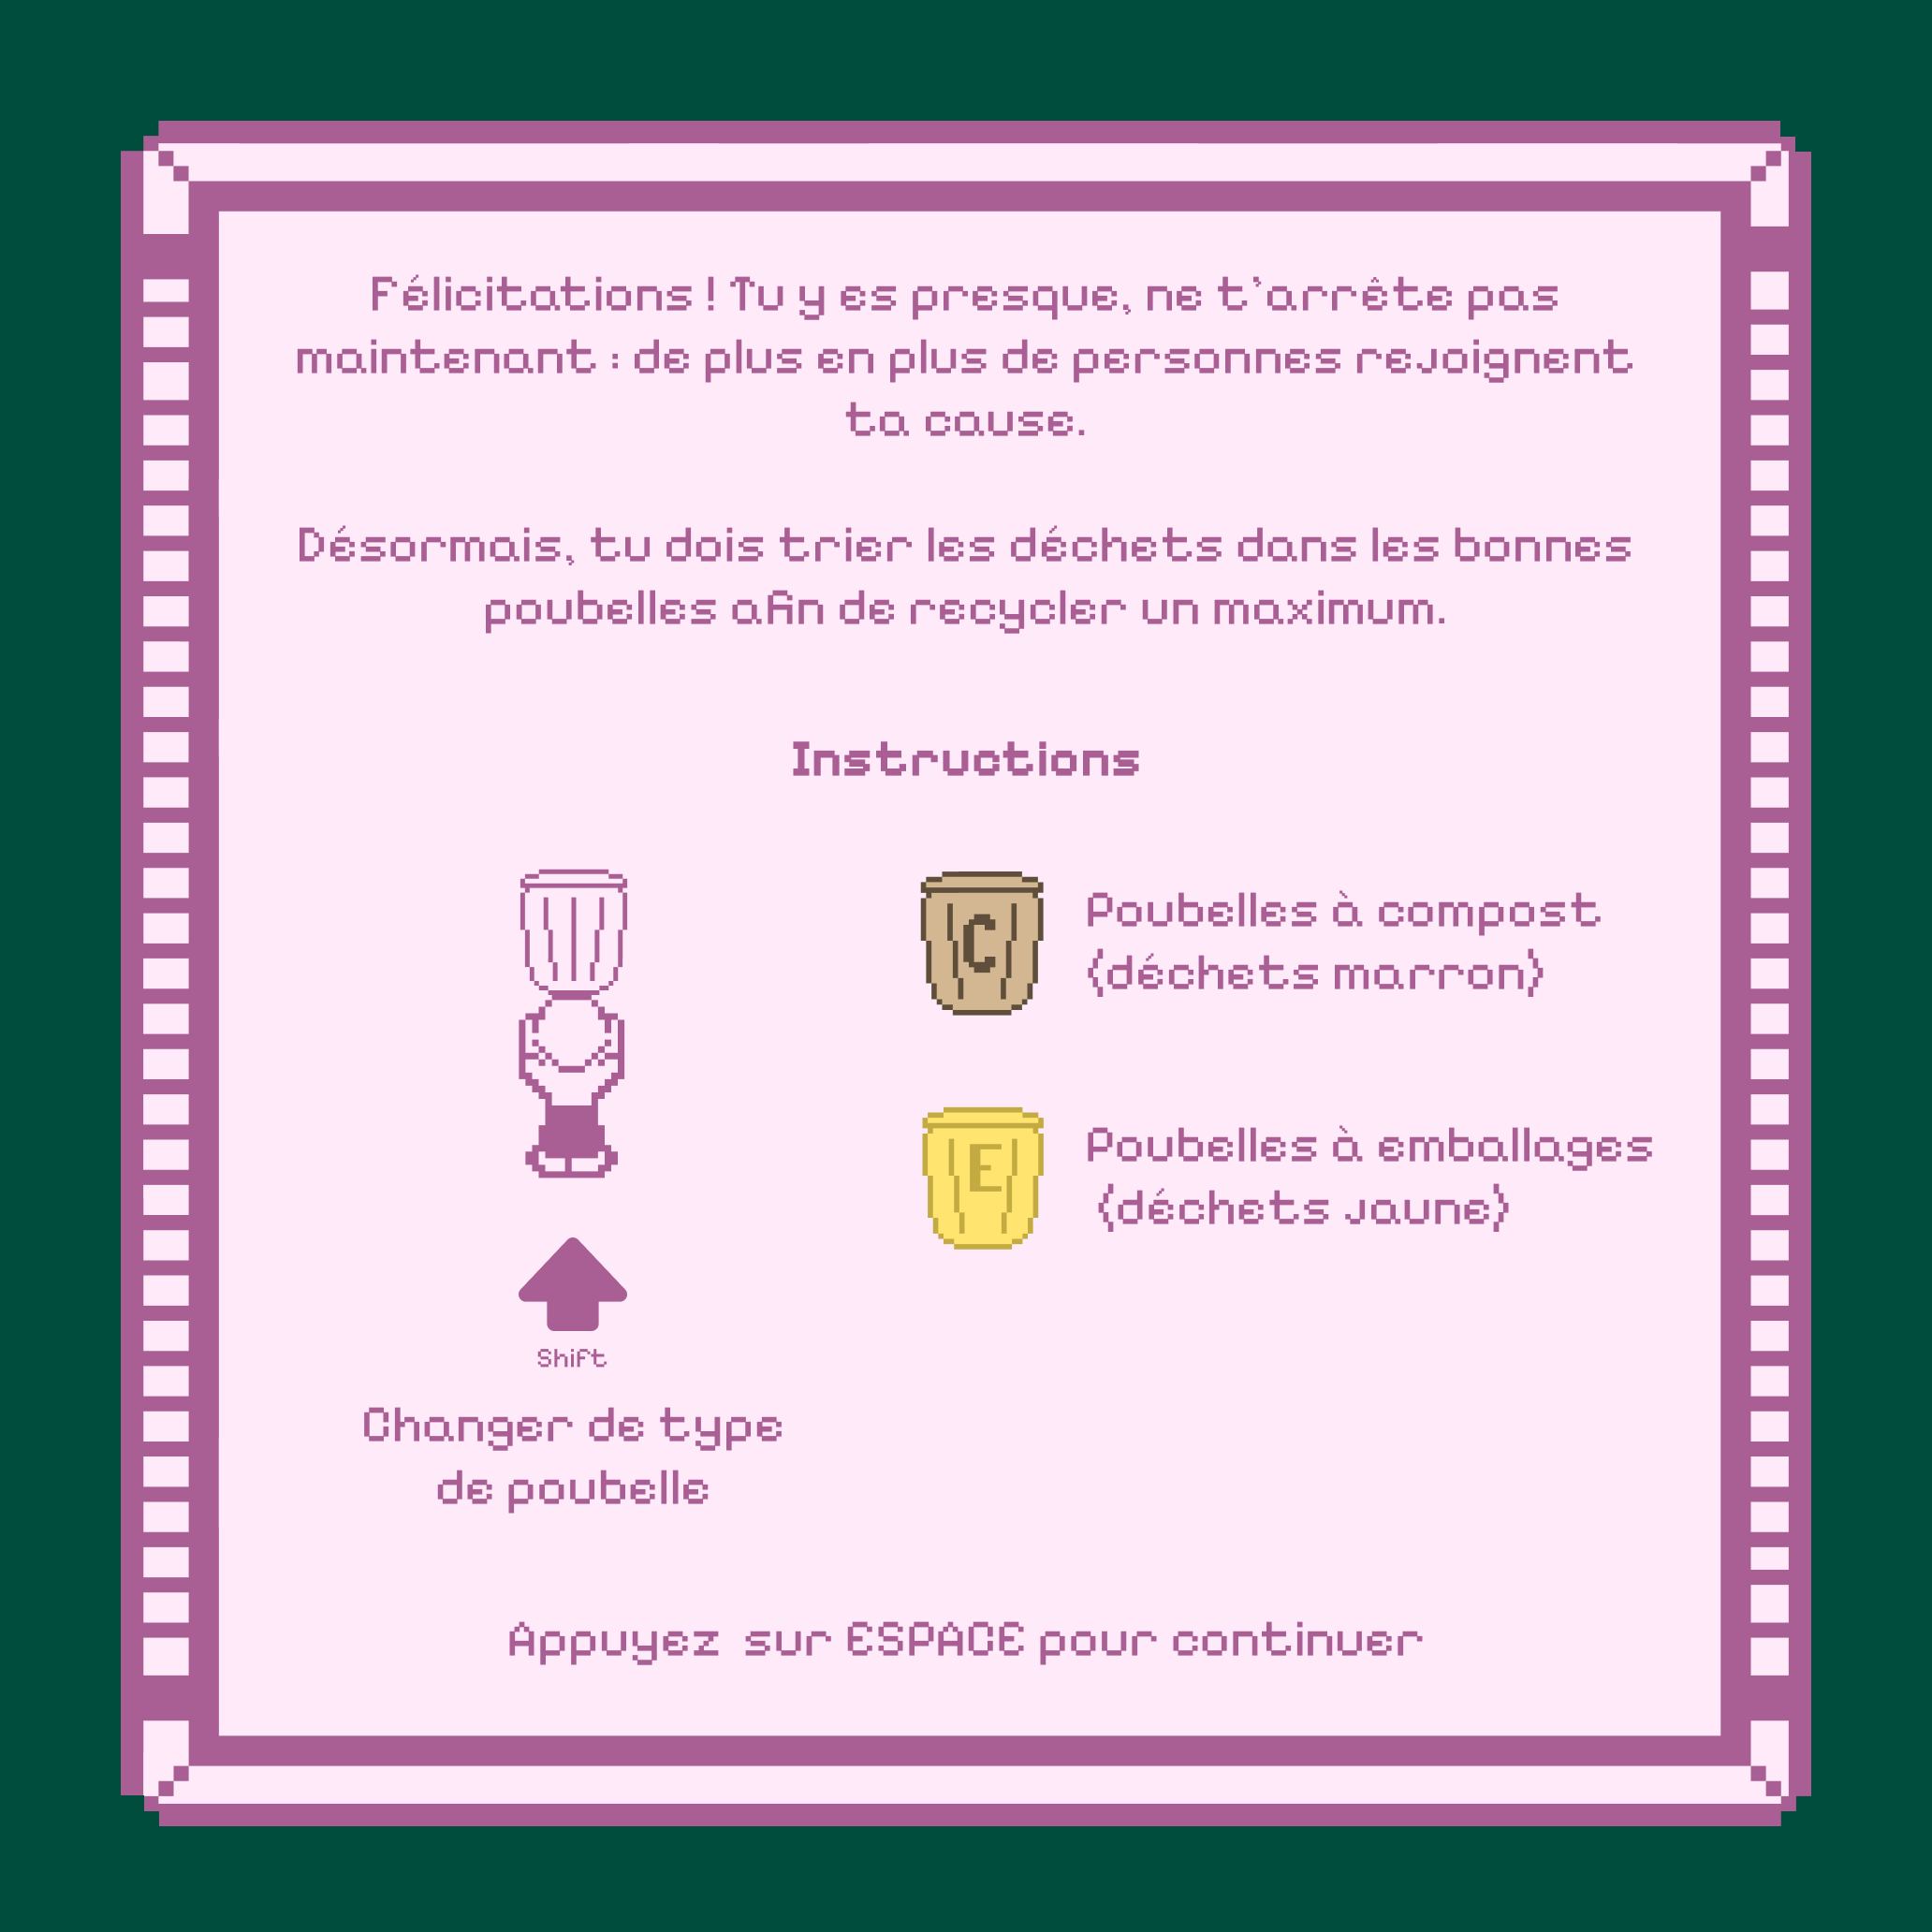 Félicitations ! Tu y es presque, ne t'arrête pas
maintenant : de plus en plus de personnes rejoignent
ta cause.
Désormais, tu dois trier les déchets dans les bonnes
poubelles afin de recycler un maximum.
Instructions
C
Poubelles à compost
(déchets marron)
E
Poubelles à emballages
(déchets jaune)
Shift
Changer de type
de poubelle
Appuyez sur ESPACE pour continuer